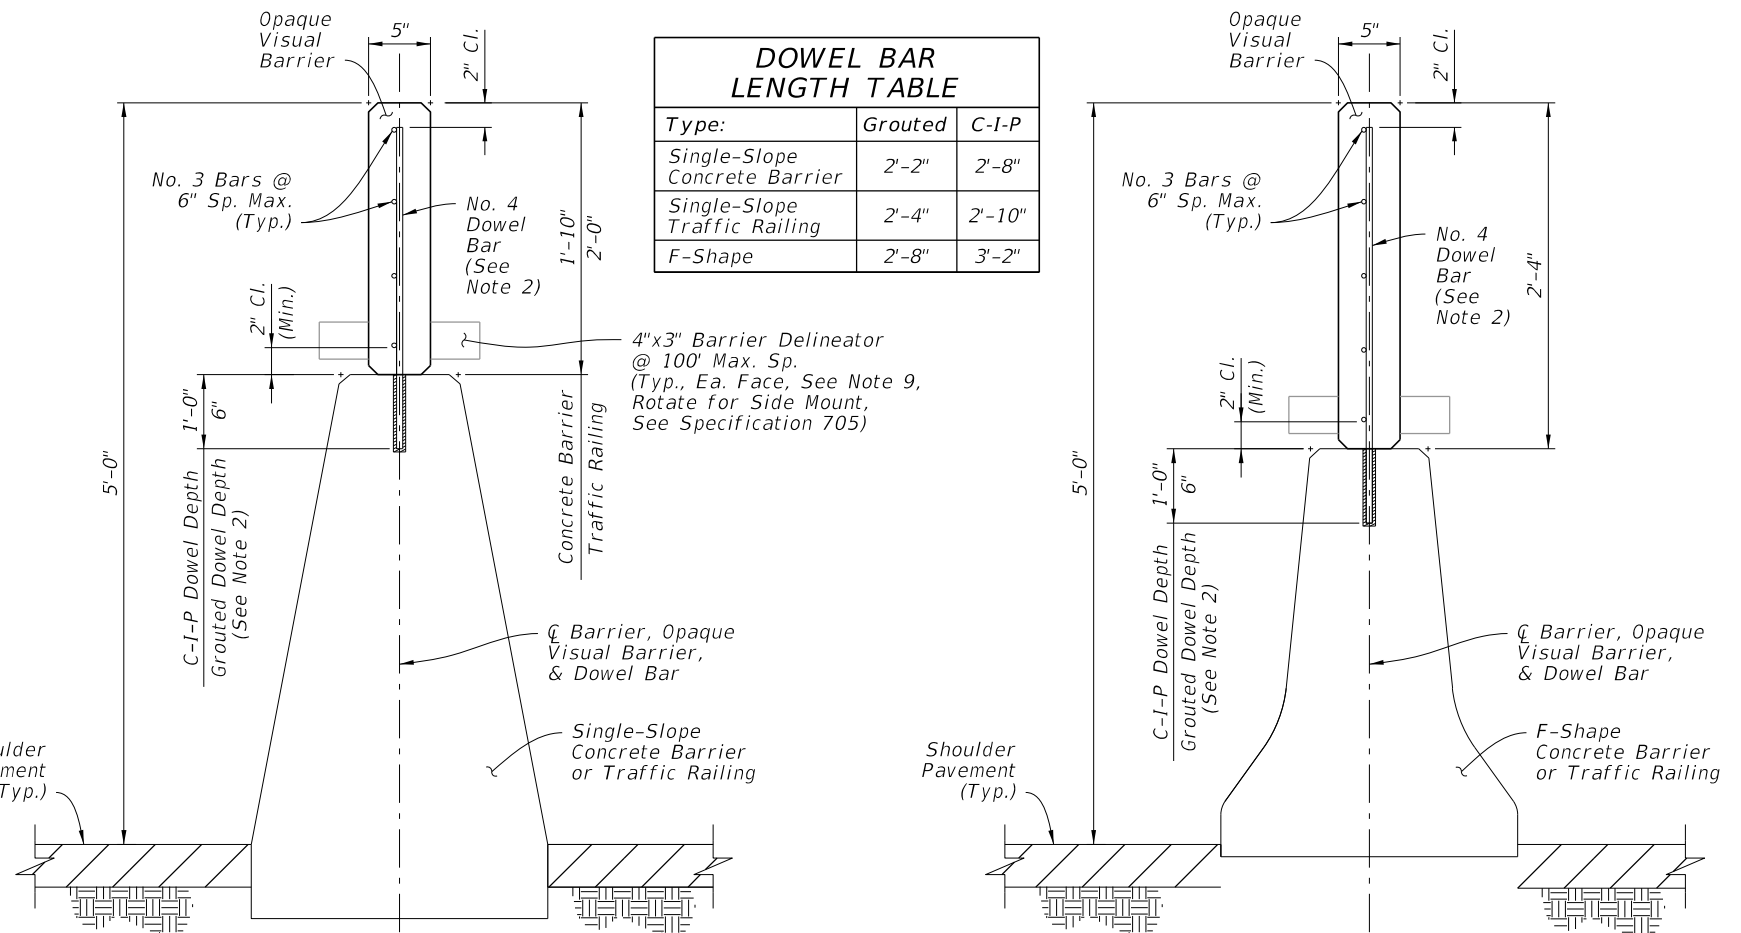 Opaque
Visual
Barrier
5"
2" Cl.
No. 3 Bars @
6" Sp. Max.
(Typ.)
No. 4
Dowel
Bar
(See
Note 2)
1'-10"
2'-0"
2" Cl.
(Min.)
4"x3" Barrier Delineator
@ 100' Max. Sp.
(Typ., Ea. Face, See Note 9,
Rotate for Side Mount,
See Specification 705)
1'-0"
6"
5'-0"
C-I-P Dowel Depth
Grouted Dowel Depth
(See Note 2)
Concrete Barrier
Traffic Railing
℄ Barrier, Opaque
Visual Barrier,
& Dowel Bar
Single-Slope
Concrete Barrier
or Traffic Railing
ulder
ment
Typ.)
DOWEL BAR
LENGTH TABLE
Type: Grouted C-I-P
Single-Slope
Concrete Barrier 2'-2" 2'-8"
Single-Slope
Traffic Railing 2'-4" 2'-10"
F-Shape 2'-8" 3'-2"
Opaque
Visual
Barrier
5"
2" Cl.
No. 3 Bars @
6" Sp. Max.
(Typ.)
No. 4
Dowel
Bar
(See
Note 2)
2'-4"
2" Cl.
(Min.)
1'-0"
6"
5'-0"
C-I-P Dowel Depth
Grouted Dowel Depth
(See Note 2)
℄ Barrier, Opaque
Visual Barrier,
& Dowel Bar
F-Shape
Concrete Barrier
or Traffic Railing
Shoulder
Pavement
(Typ.)